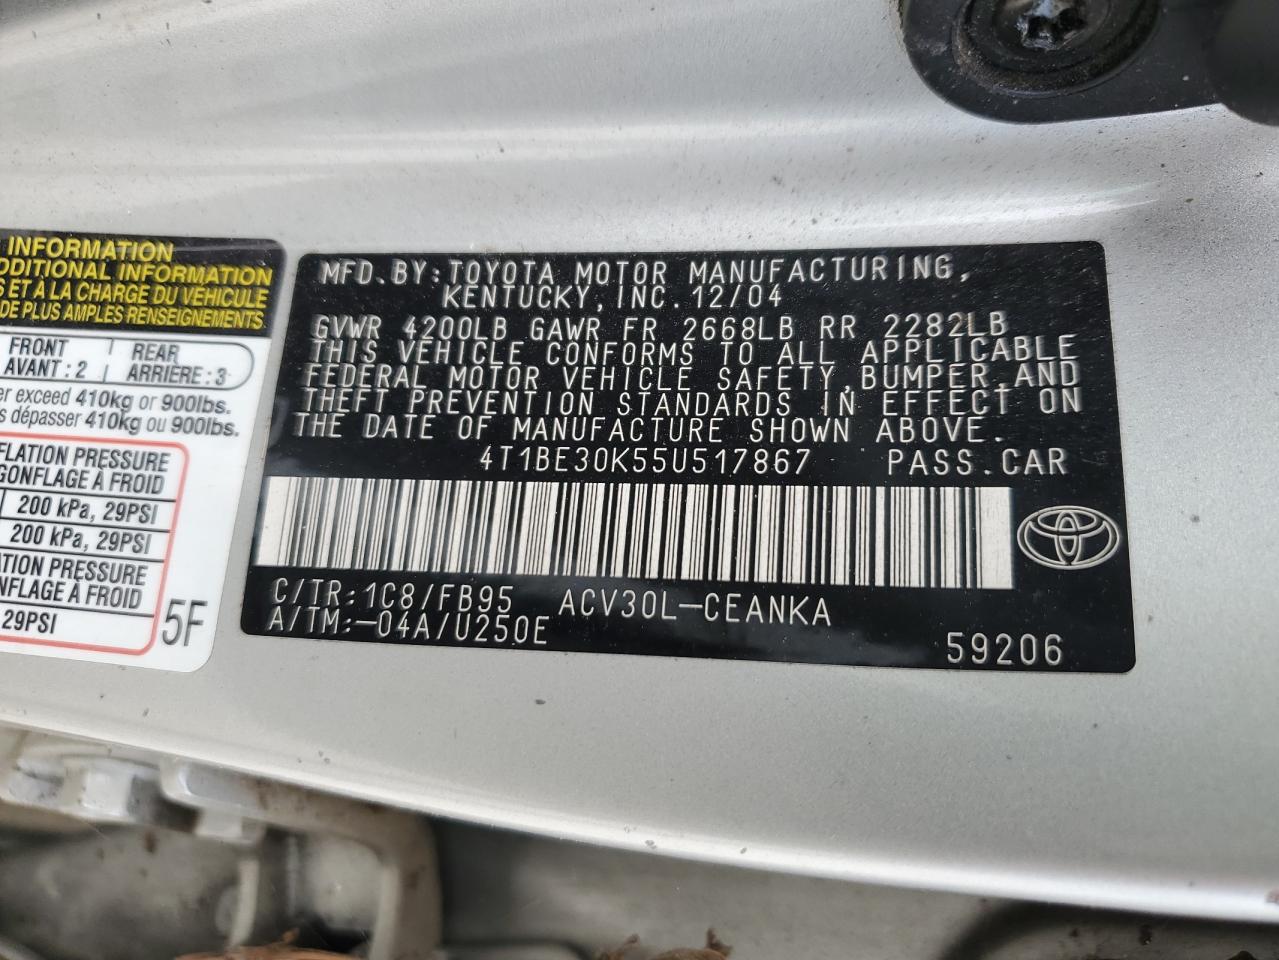 INFORMATION
DDITIONAL INFORMATION
S ET À LA CHARGE DU VÉHICULE
DE PLUS AMPLES RENSEIGNEMENTS.
FRONT
AVANT : 2
REAR
ARRIÈRE : 3
er exceed 410kg or 900lbs.
s dépasser 410kg ou 900lbs.
FLATION PRESSURE
GONFLAGE À FROID
200 kPa, 29PSI
200 kPa, 29PSI
TION PRESSURE
NFLAGE À FROID
29PSI
5F
MFD. BY: TOYOTA MOTOR MANUFACTURING,
KENTUCKY, INC. 12/04
GVWR 4200LB GAWR FR 2668LB RR 2282LB
THIS VEHICLE CONFORMS TO ALL APPLICABLE
FEDERAL MOTOR VEHICLE SAFETY, BUMPER, AND
THEFT PREVENTION STANDARDS IN EFFECT ON
THE DATE OF MANUFACTURE SHOWN ABOVE.
4T1BE30K55U517867 PASS.CAR
C/TR:1C8/FB95 ACV30L-CEANKA
A/TM:-04A/U250E
59206